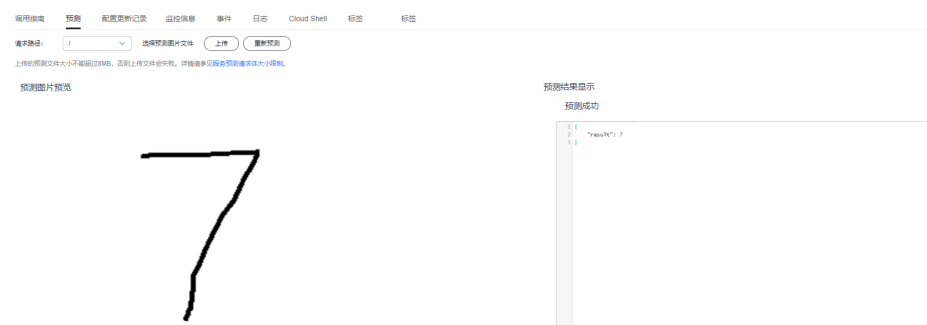 调用指南 预测 配置更新记录 监控信息 事件 日志 Cloud Shell 标签 标签
请求路径: / 选择预测图片文件 上传 重新预测
上传的预测文件大小不能超过8MB，否则上传文件会失败。详情请参见服务预测请求体大小限制。
预测图片预览
预测结果显示
预测成功
1 {
2 "result": 7
3 }
7